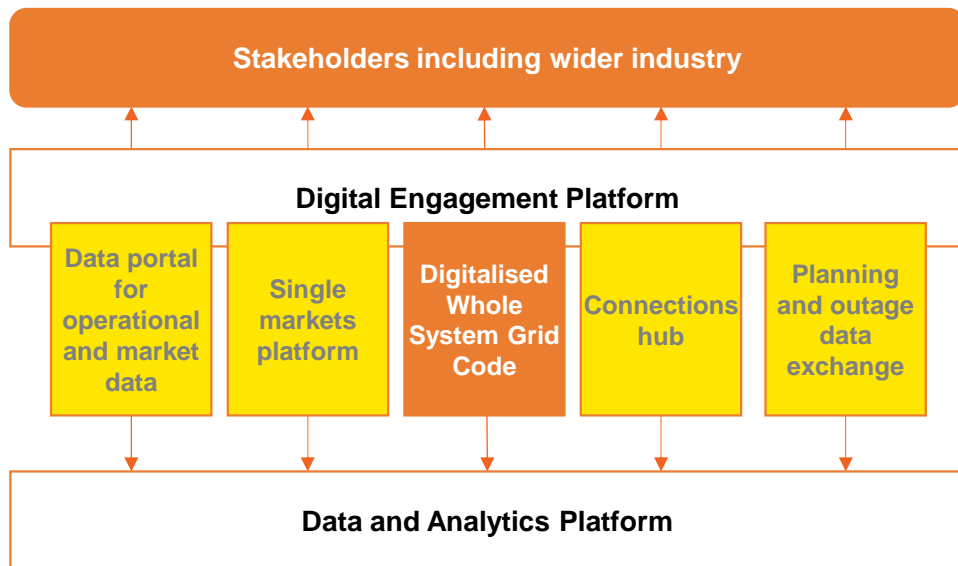 Stakeholders including wider industry
Digital Engagement Platform
Data portal
for
operational
and market
data
Single
markets
platform
Digitalised
Whole
System Grid
Code
Connections
hub
Planning
and outage
data
exchange
Data and Analytics Platform